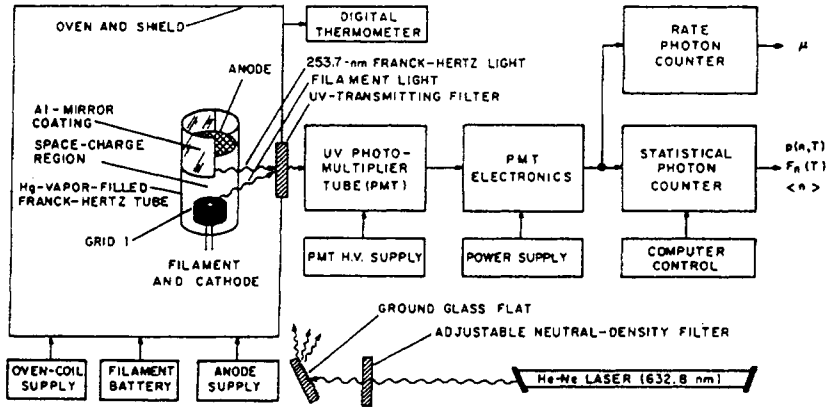 OVEN AND SHIELD
DIGITAL
THERMOMETER
253.7-nm FRANCK-HERTZ LIGHT
FILAMENT LIGHT
UV-TRANSMITTING FILTER
ANODE
Al-MIRROR
COATING
SPACE-CHARGE
REGION
Hg-VAPOR-FILLED
FRANCK-HERTZ TUBE
GRID 1
FILAMENT
AND CATHODE
UV PHOTO-
MULTIPLIER
TUBE (PMT)
PMT
ELECTRONICS
RATE
PHOTON
COUNTER
μ
STATISTICAL
PHOTON
COUNTER
p(n,T)
Fn(T)
<n>
PMT H.V. SUPPLY
POWER SUPPLY
COMPUTER
CONTROL
GROUND GLASS FLAT
ADJUSTABLE NEUTRAL-DENSITY FILTER
OVEN-COIL
SUPPLY
FILAMENT
BATTERY
ANODE
SUPPLY
He-Ne LASER (632.8 nm)